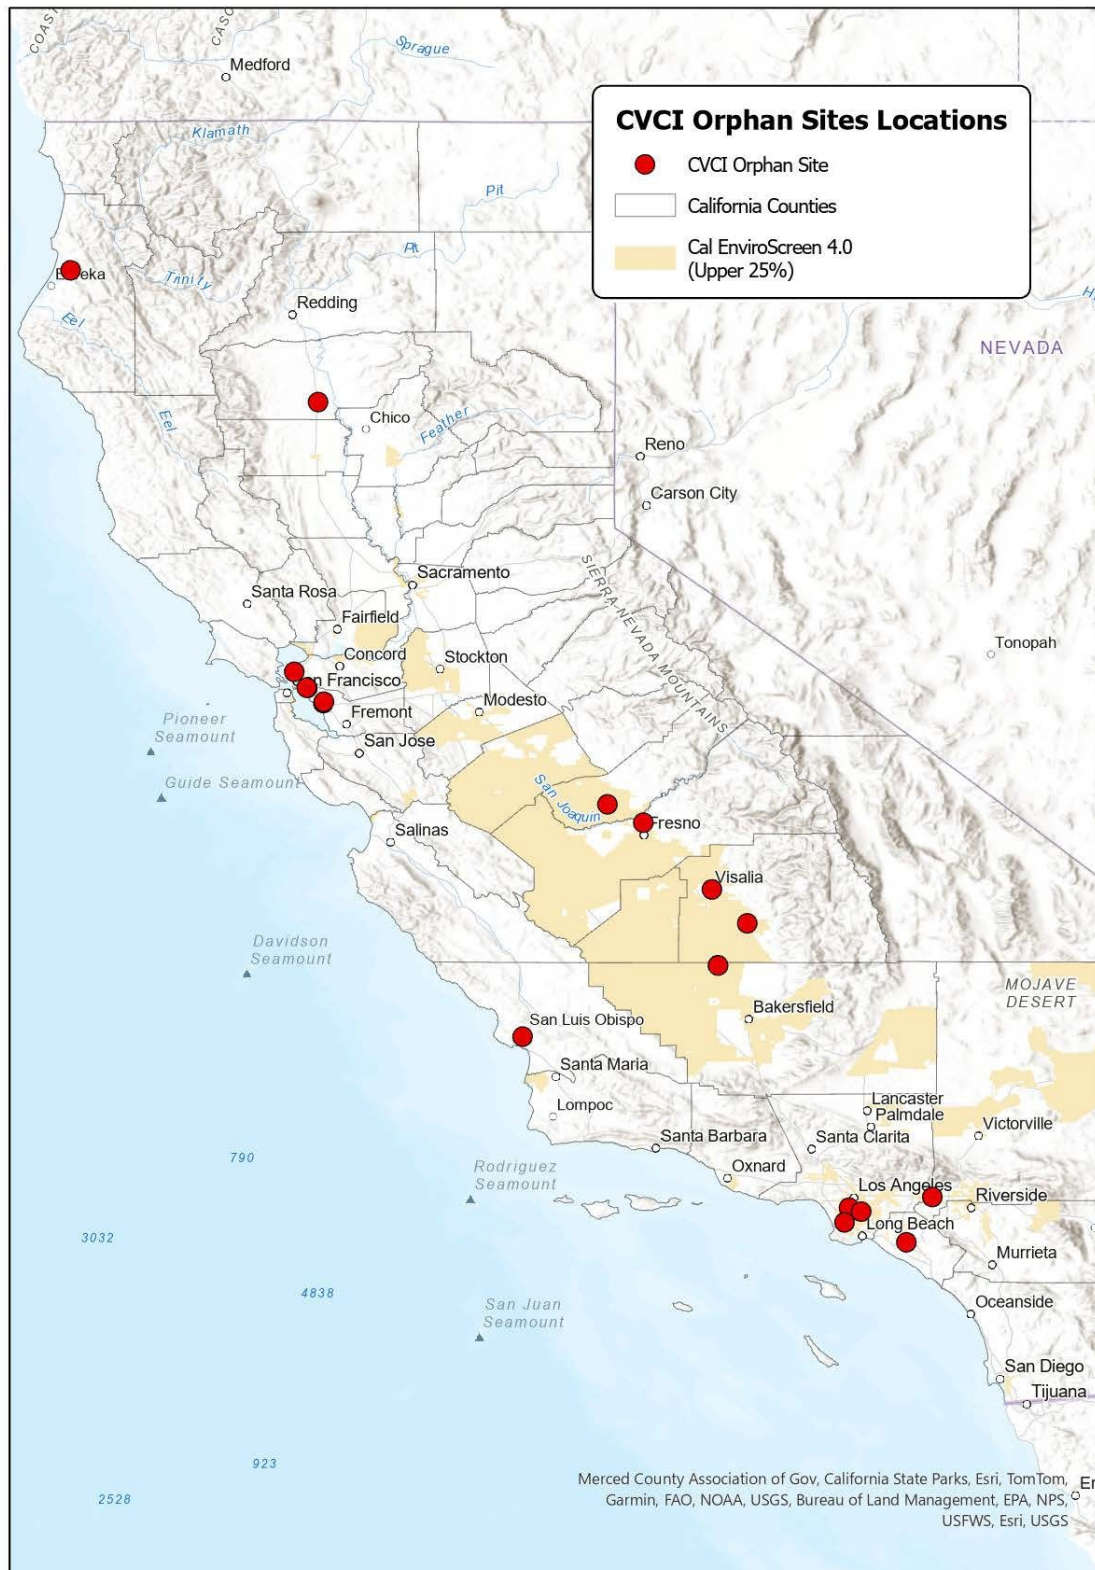 COAST
CASC
Medford
Sprague
CVCI Orphan Sites Locations
CVCI Orphan Site
California Counties
Cal EnviroScreen 4.0
(Upper 25%)
Klamath
Pit
Pit
Trinity
Eel
Redding
NEVADA
Eel
Chico
Feather
Reno
Carson City
SIERRA NEVADA MOUNTAINS
Sacramento
Santa Rosa
Fairfield
Tonopah
Concord
Stockton
San Francisco
Modesto
Fremont
Pioneer
Seamount
San Jose
Guide Seamount
San Joaquin
Salinas
Fresno
Visalia
Davidson
Seamount
MOJAVE
DESERT
Bakersfield
San Luis Obispo
Santa Maria
Lompoc
Lancaster
Palmdale
Victorville
Santa Barbara
Santa Clarita
790
Rodriguez
Seamount
Oxnard
Los Angeles
Riverside
Long Beach
3032
Murrieta
4838
San Juan
Seamount
Oceanside
San Diego
Tijuana
923
2528
Merced County Association of Gov, California State Parks, Esri, TomTom,
Garmin, FAO, NOAA, USGS, Bureau of Land Management, EPA, NPS,
USFWS, Esri, USGS